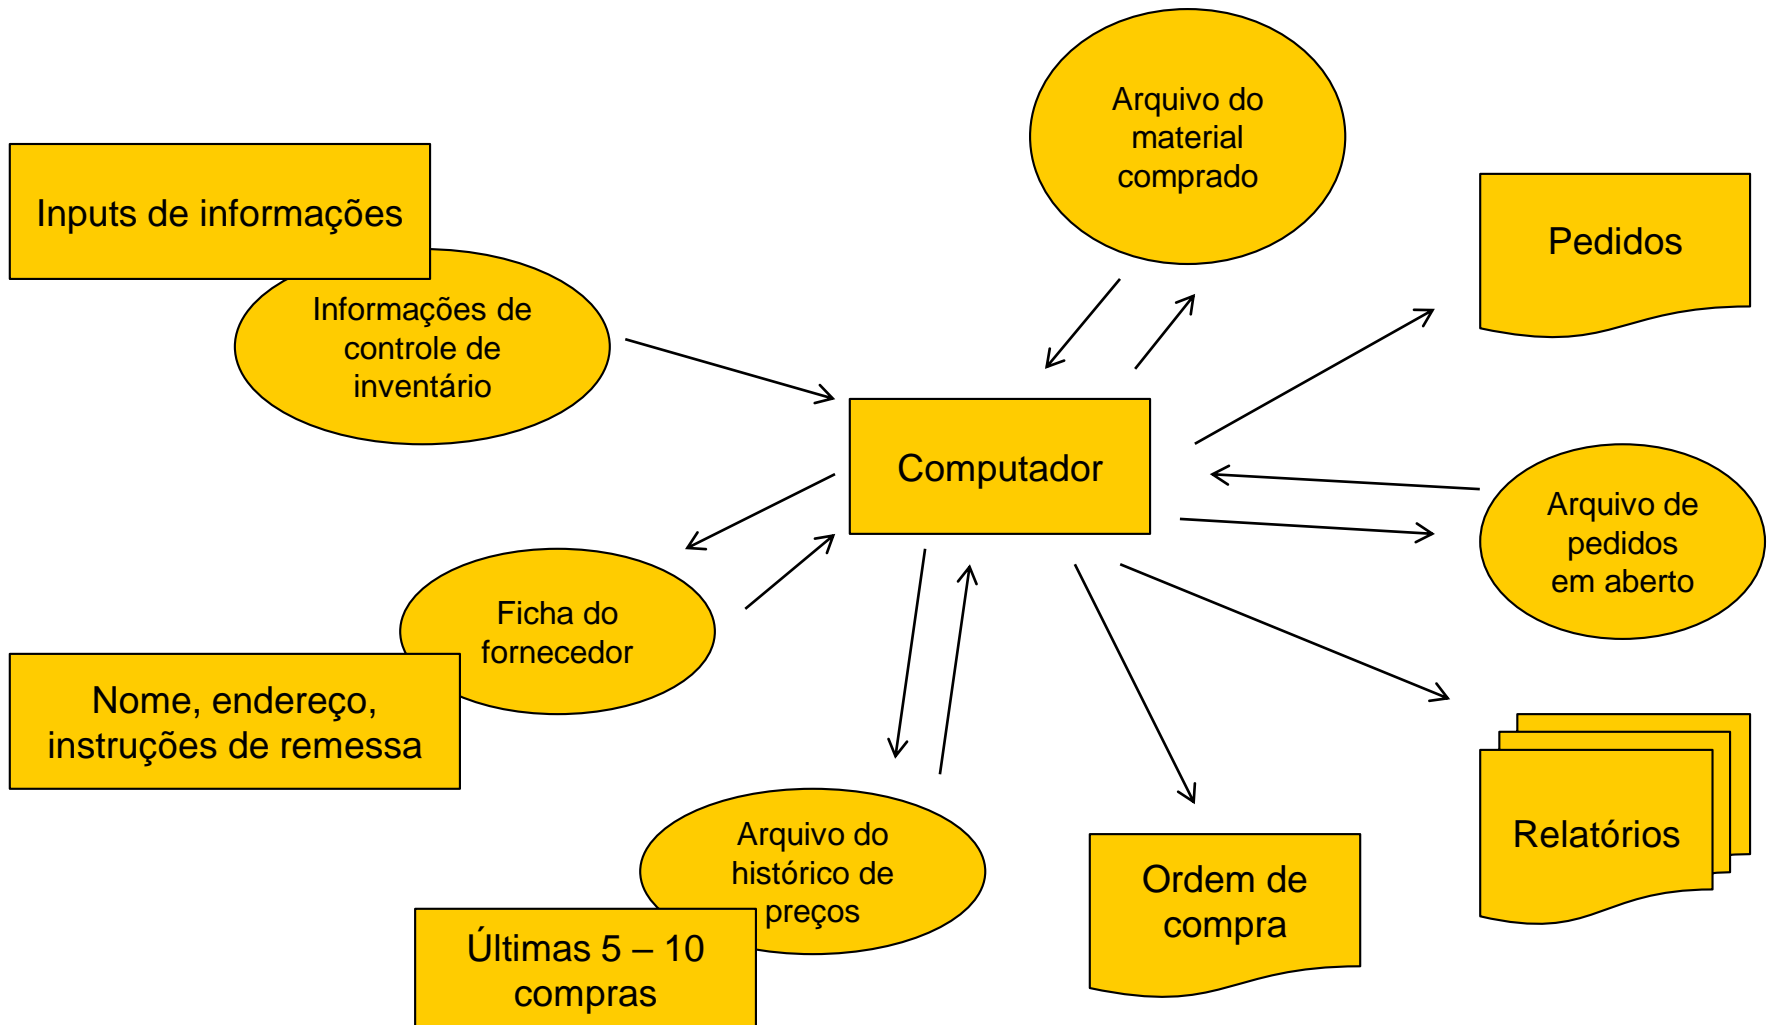 Arquivo do
material
comprado
Inputs de informações
Pedidos
Informações de
controle de
inventário
Computador
Arquivo de
pedidos
em aberto
Ficha do
fornecedor
Nome, endereço,
instruções de remessa
Arquivo do
histórico de
preços
Relatórios
Ordem de
compra
Últimas 5 – 10
compras